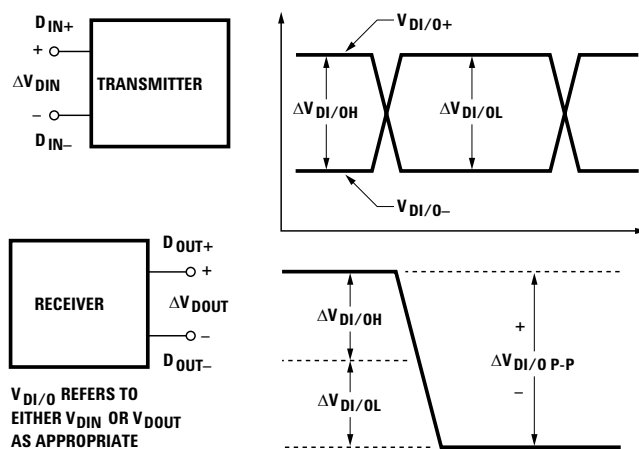 DIN+
+
ΔVDIN
–
DIN–
TRANSMITTER
VDI/O+
ΔVDI/OH
ΔVDI/OL
VDI/O–
RECEIVER
DOUT+
+
ΔVDOUT
–
DOUT–
VDI/O REFERS TO
EITHER VDIN OR VDOUT
AS APPROPRIATE
ΔVDI/OH
ΔVDI/OL
+
ΔVDI/O P-P
–